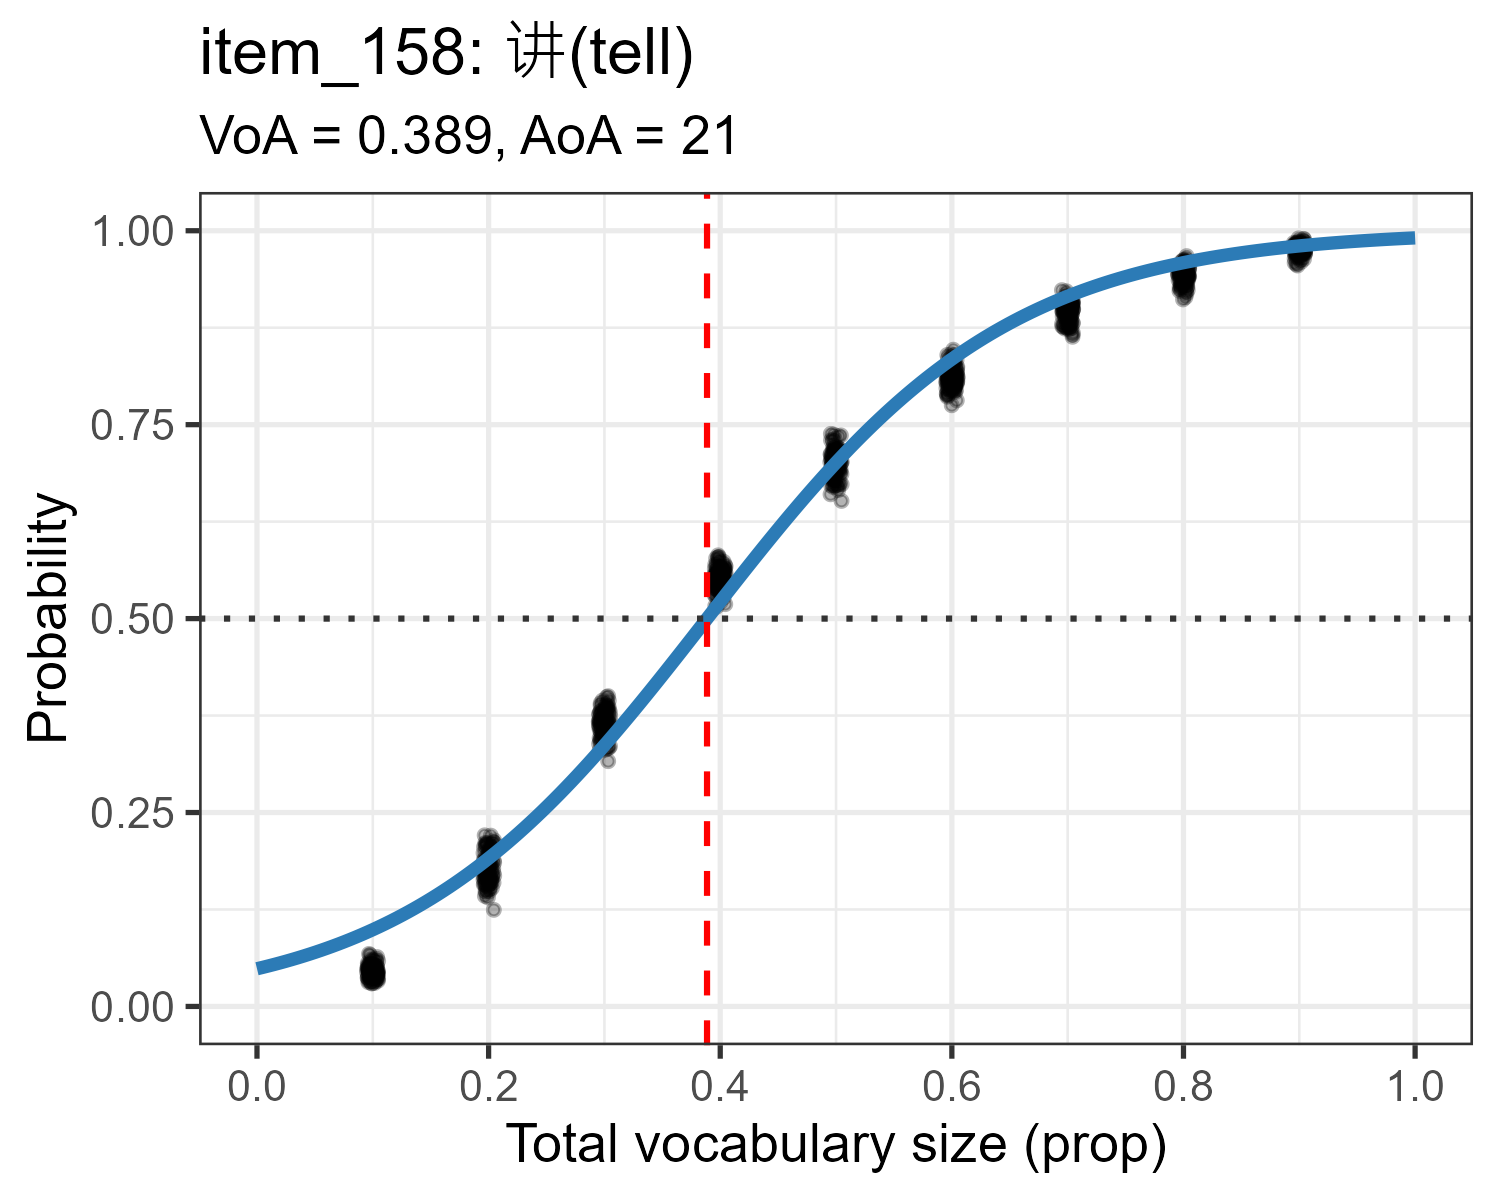 item_158: 讲(tell)
VoA = 0.389, AoA = 21
1.00
0.75
0.50
0.25
0.00
Probability
0.0 0.2 0.4 0.6 0.8 1.0
Total vocabulary size (prop)